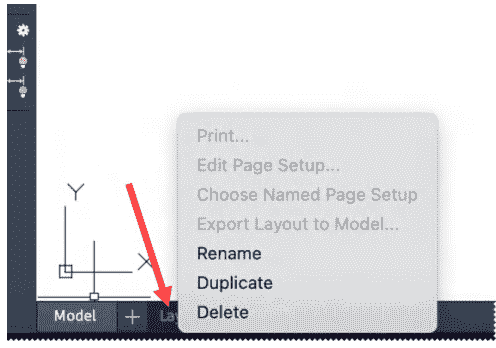 Print...
Edit Page Setup...
Choose Named Page Setup
Export Layout to Model...
Rename
Duplicate
Delete
Y
X
Model +